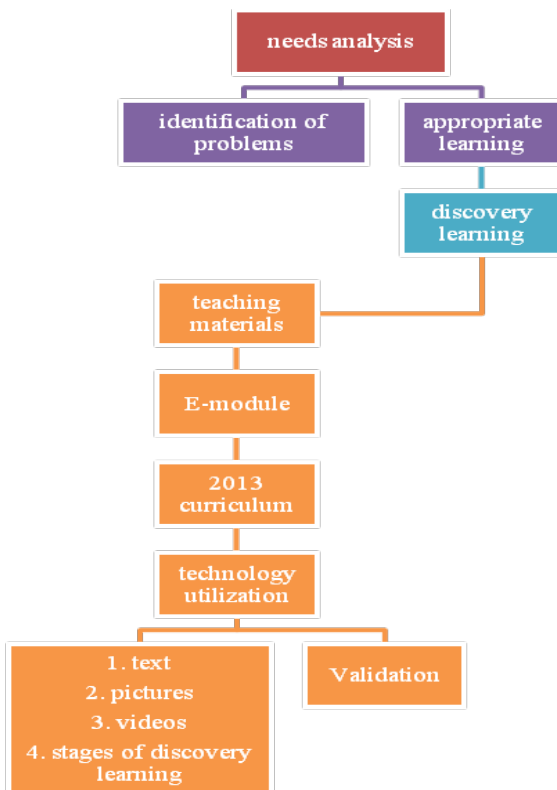 needs analysis
identification of
problems
appropriate
learning
discovery
learning
teaching
materials
E-module
2013
curriculum
technology
utilization
1. text
2. pictures
3. videos
4. stages of discovery
learning
Validation